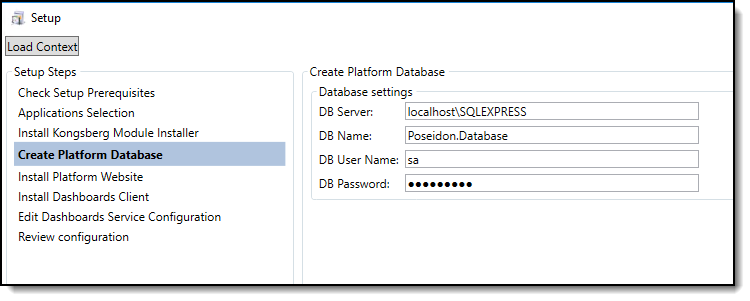 Setup
Load Context
Setup Steps
Check Setup Prerequisites
Applications Selection
Install Kongsberg Module Installer
Create Platform Database
Install Platform Website
Install Dashboards Client
Edit Dashboards Service Configuration
Review configuration
Create Platform Database
Database settings
DB Server: localhost\SQLEXPRESS
DB Name: Poseidon.Database
DB User Name: sa
DB Password: ●●●●●●●●●